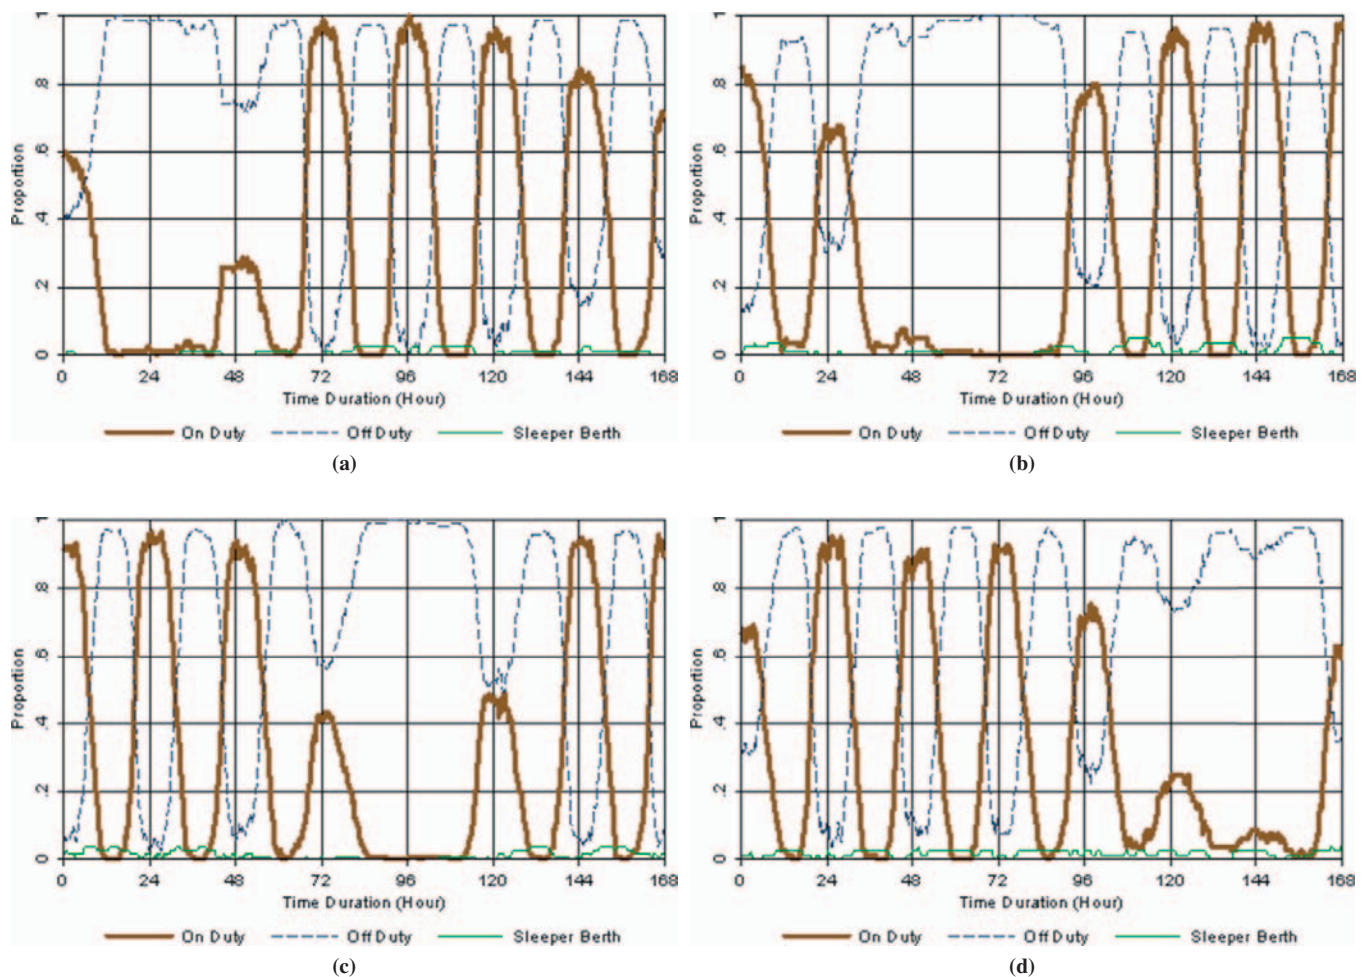 1
.8
.6
.4
.2
0
Proportion
0 24 48 72 96 120 144 168
Time Duration (Hour)
On Duty Off Duty Sleeper Berth
(a)
1
.8
.6
.4
.2
0
Proportion
0 24 48 72 96 120 144 168
Time Duration (Hour)
On Duty Off Duty Sleeper Berth
(b)
1
.8
.6
.4
.2
0
Proportion
0 24 48 72 96 120 144 168
Time Duration (Hour)
On Duty Off Duty Sleeper Berth
(c)
1
.8
.6
.4
.2
0
Proportion
0 24 48 72 96 120 144 168
Time Duration (Hour)
On Duty Off Duty Sleeper Berth
(d)